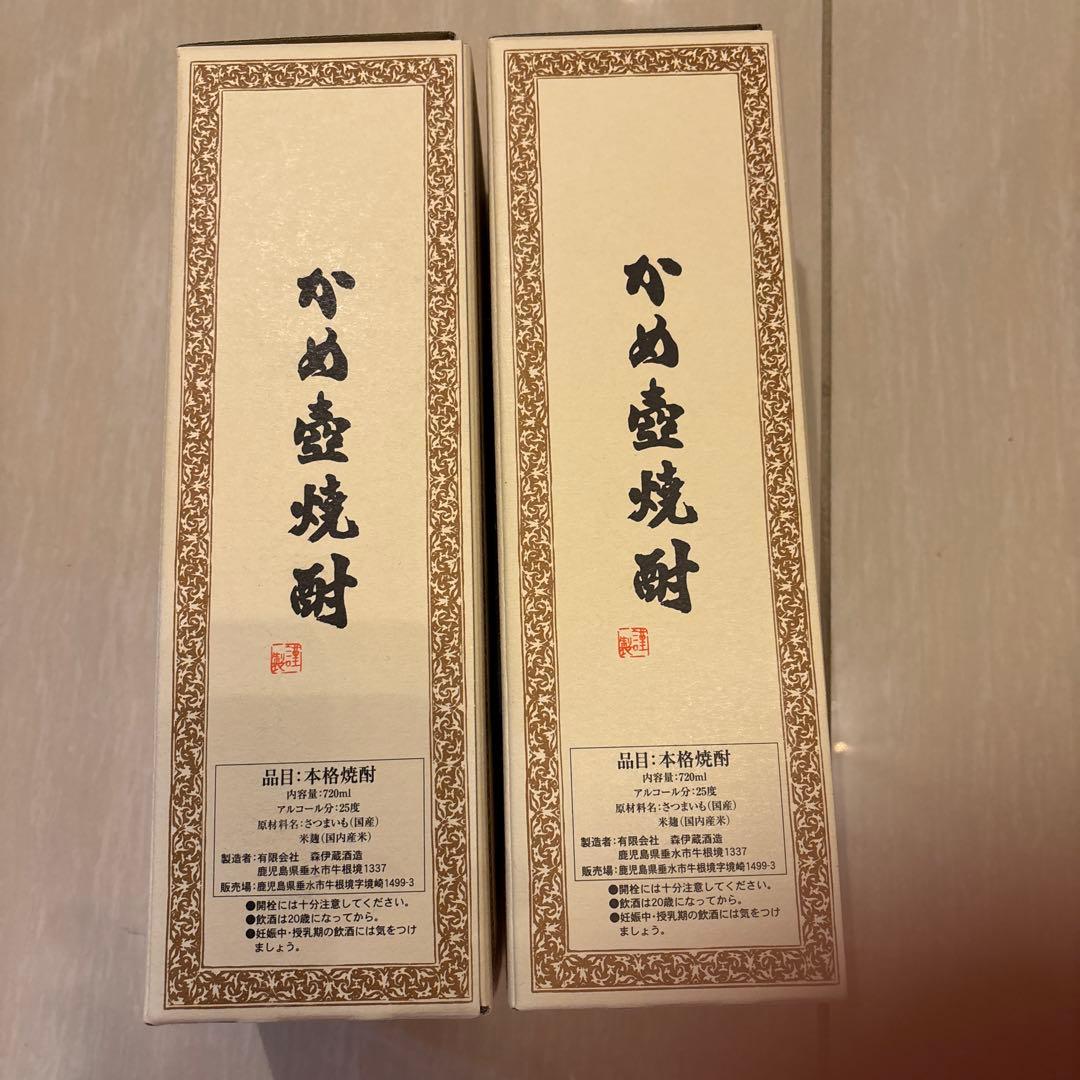 かめ壺焼酎
謹製
品目：本格焼酎
内容量：720ml
アルコール分：25度
原材料名：さつまいも（国産）
米麹（国内産米）
製造者：有限会社　森伊蔵酒造
鹿児島県垂水市牛根境1337
販売場：鹿児島県垂水市牛根境字境崎1499-3
●開栓には十分注意してください。
●飲酒は20歳になってから。
●妊娠中・授乳期の飲酒には気をつけ
ましょう。
かめ壺焼酎
謹製
品目：本格焼酎
内容量：720ml
アルコール分：25度
原材料名：さつまいも（国産）
米麹（国内産米）
製造者：有限会社　森伊蔵酒造
鹿児島県垂水市牛根境1337
販売場：鹿児島県垂水市牛根境字境崎1499-3
●開栓には十分注意してください。
●飲酒は20歳になってから。
●妊娠中・授乳期の飲酒には気をつけ
ましょう。